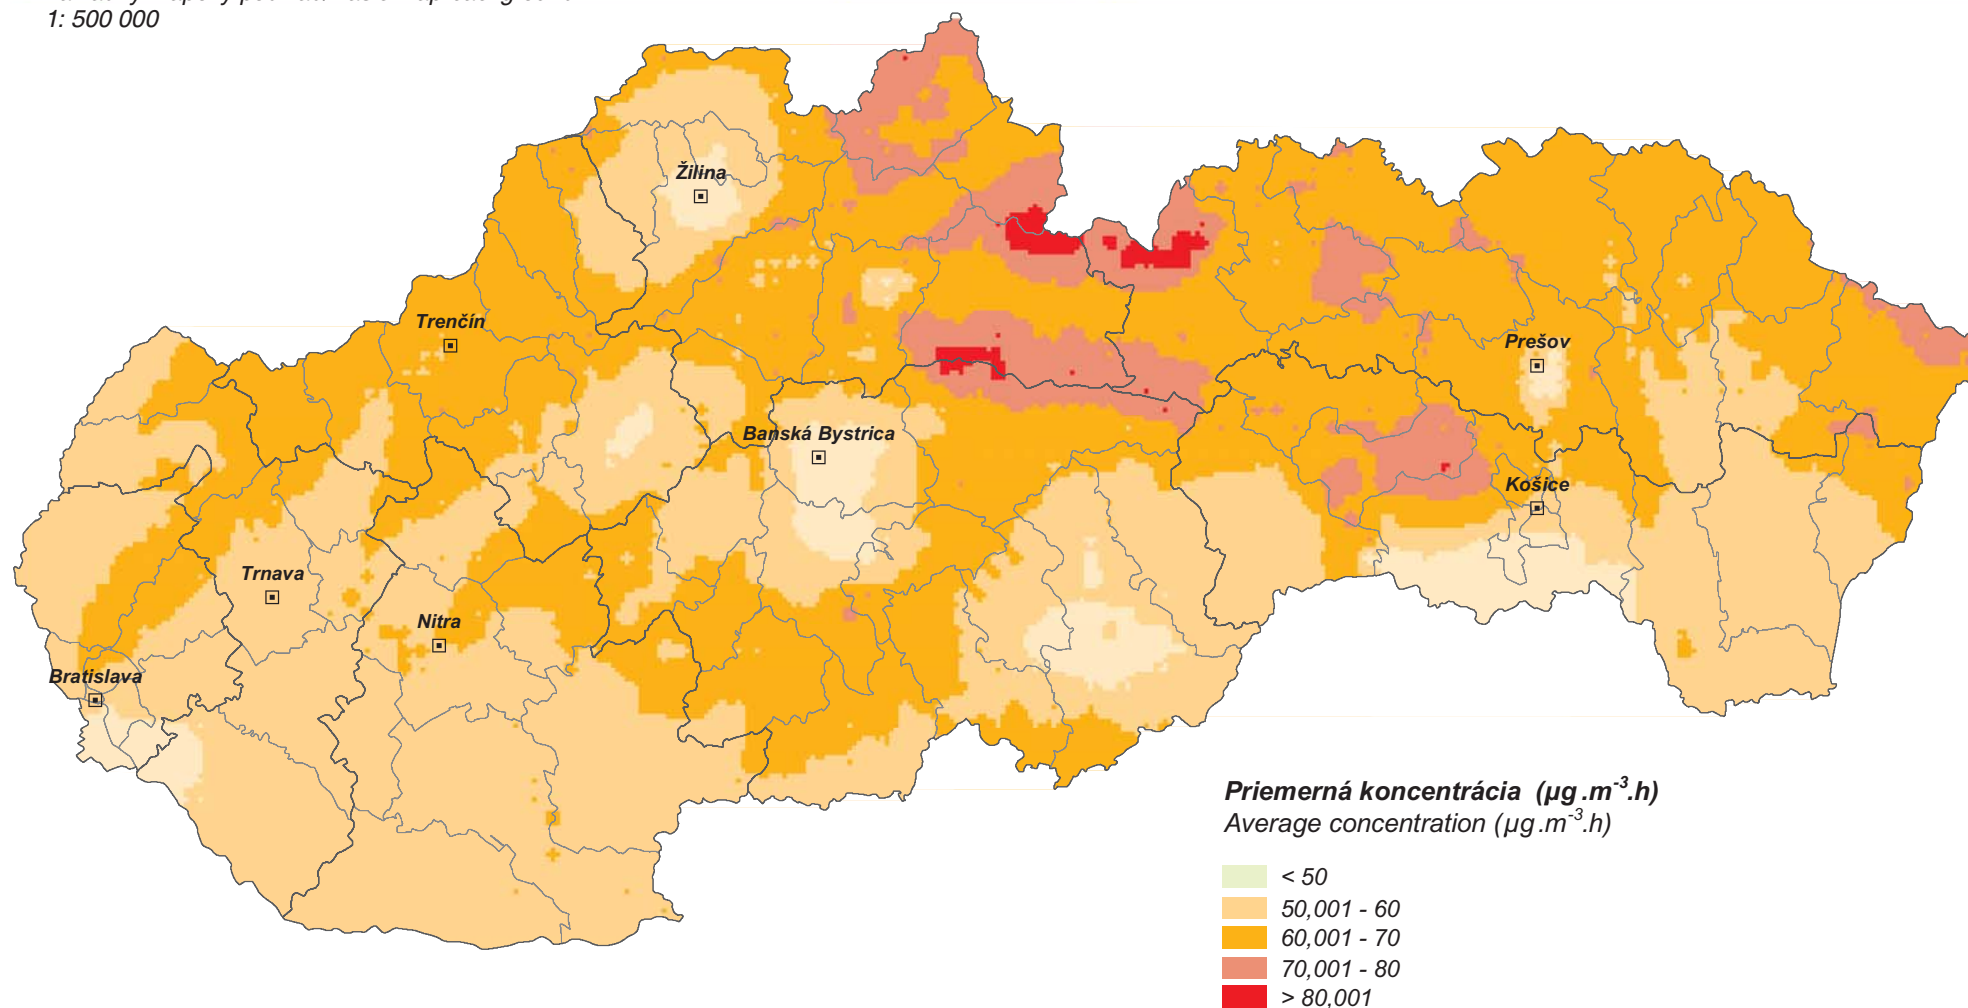 1: 500 000
Žilina
Trenčín
Prešov
Banská Bystrica
Košice
Trnava
Nitra
Bratislava
Priemerná koncentrácia (µg.m-3.h)
Average concentration (µg.m-3.h)
< 50
50,001 - 60
60,001 - 70
70,001 - 80
> 80,001